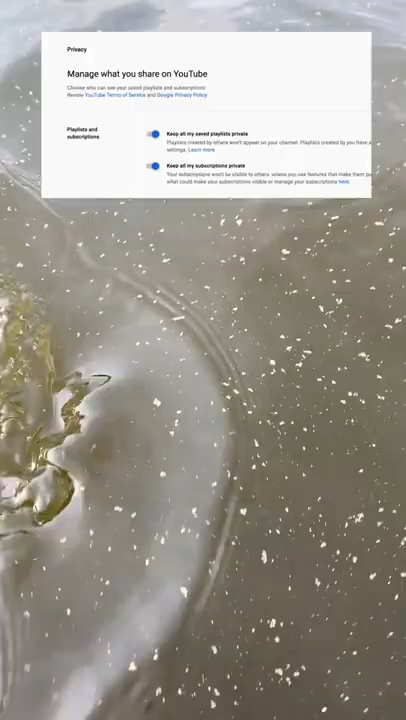 Privacy
Manage what you share on YouTube
Choose who can see your saved playlists and subscriptions
Review YouTube Terms of Service and Google Privacy Policy
Playlists and
subscriptions
Keep all my saved playlists private
Playlists created by others won't appear on your channel. Playlists created by you have
settings. Learn more
Keep all my subscriptions private
Your subscriptions won't be visible to others, unless you use features that make them
what could make your subscriptions visible or manage your subscriptions here.